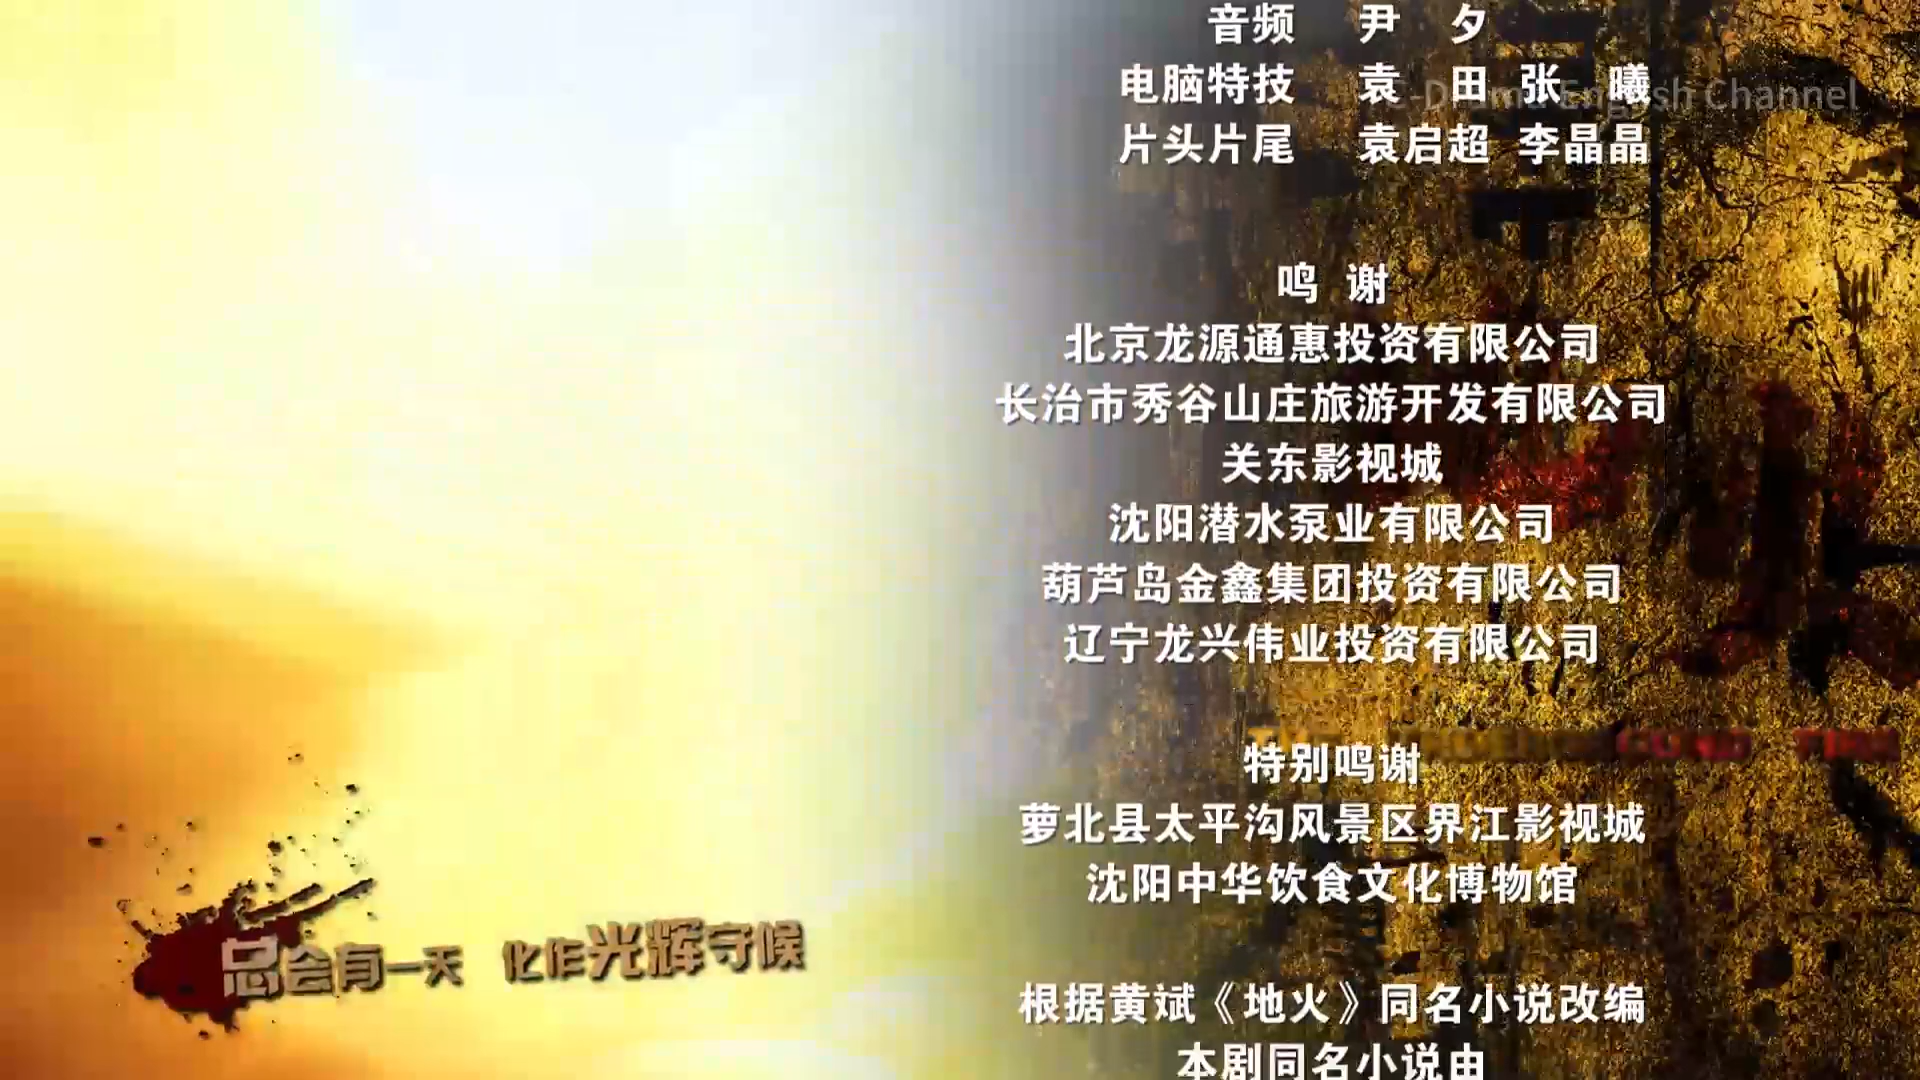 音频 尹 夕
电脑特技 袁 田 张 曦
C-Drama English Channel
片头片尾 袁启超 李晶晶
鸣 谢
北京龙源通惠投资有限公司
长治市秀谷山庄旅游开发有限公司
关东影视城
沈阳潜水泵业有限公司
葫芦岛金鑫集团投资有限公司
辽宁龙兴伟业投资有限公司
特别鸣谢
萝北县太平沟风景区界江影视城
沈阳中华饮食文化博物馆
总会有一天 化作光辉守候
根据黄斌《地火》同名小说改编
本剧同名小说由